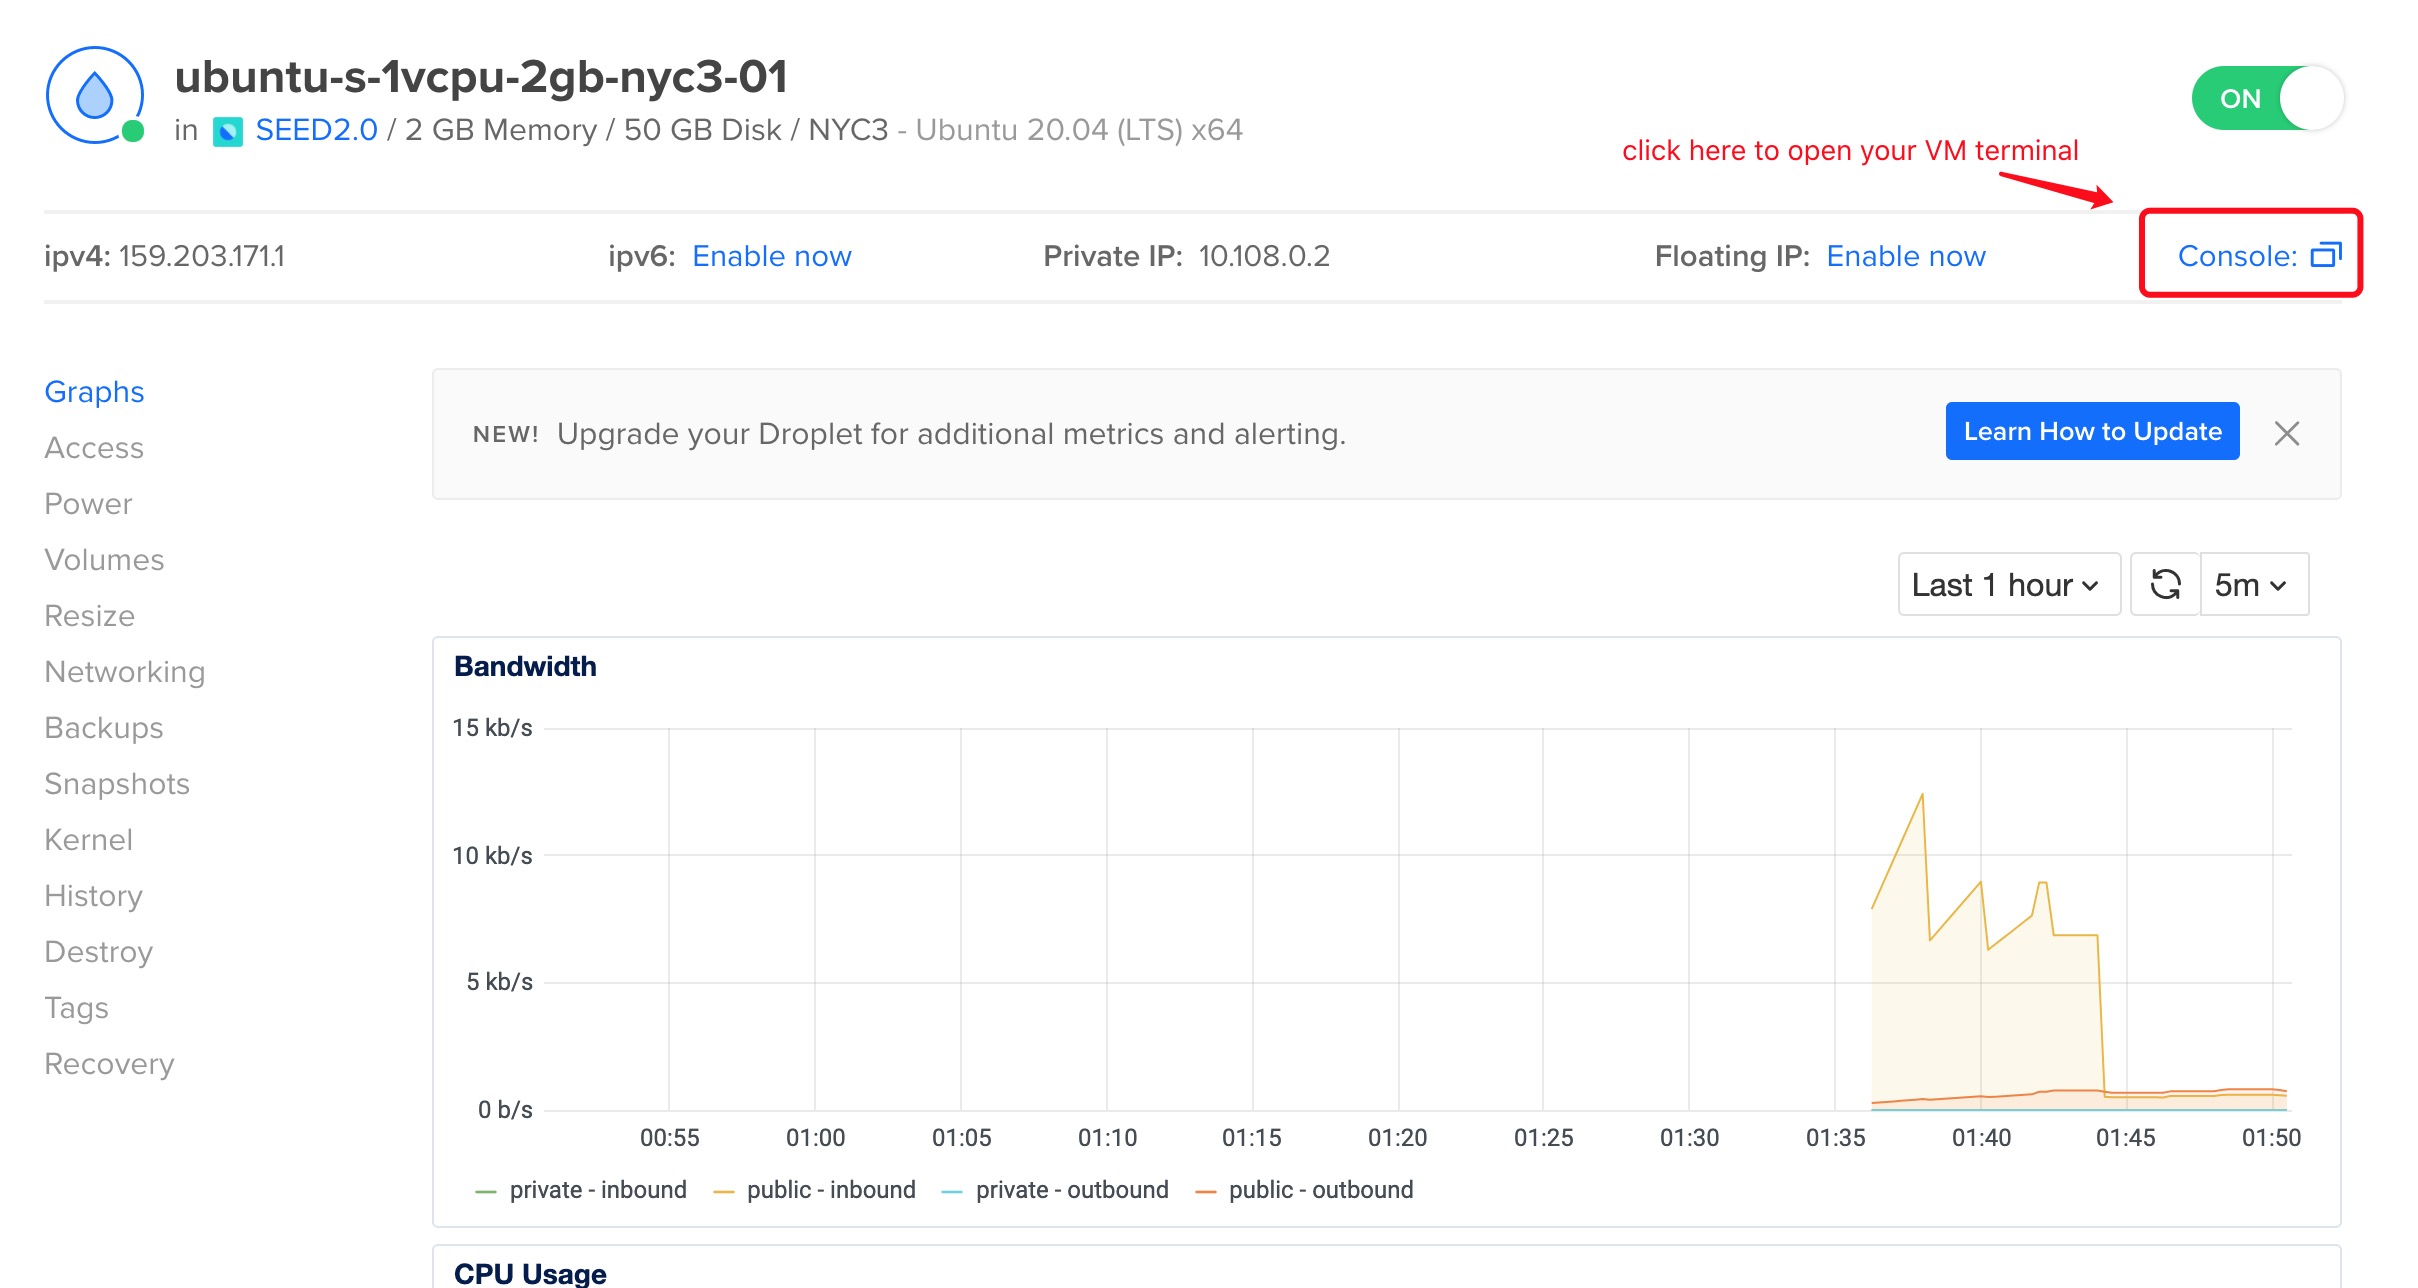 ubuntu-s-1vcpu-2gb-nyc3-01
in SEED2.0 / 2 GB Memory / 50 GB Disk / NYC3 - Ubuntu 20.04 (LTS) x64
ON
click here to open your VM terminal
ipv4: 159.203.171.1 ipv6: Enable now Private IP: 10.108.0.2 Floating IP: Enable now Console:
Graphs
Access
Power
Volumes
Resize
Networking
Backups
Snapshots
Kernel
History
Destroy
Tags
Recovery
NEW! Upgrade your Droplet for additional metrics and alerting. Learn How to Update
Last 1 hour 5m
Bandwidth
15 kb/s
10 kb/s
5 kb/s
0 b/s
00:55 01:00 01:05 01:10 01:15 01:20 01:25 01:30 01:35 01:40 01:45 01:50
private - inbound public - inbound private - outbound public - outbound
CPU Usage